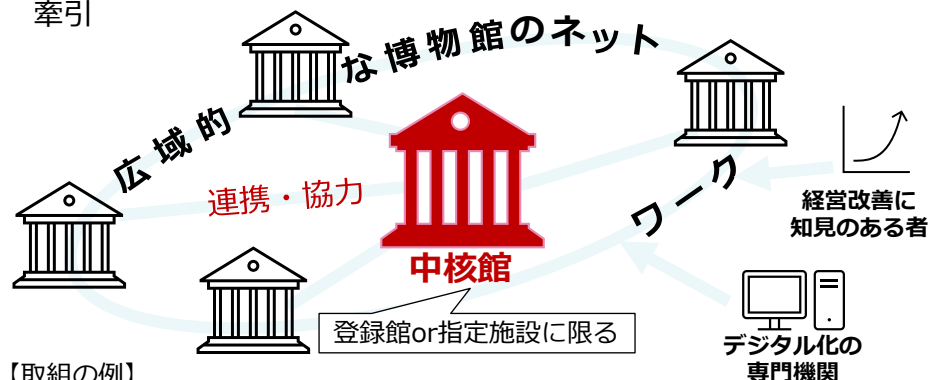 牽引
広域的な博物館のネットワーク
連携・協力
中核館
登録館or指定施設に限る
経営改善に
知見のある者
デジタル化の
専門機関
【取組の例】